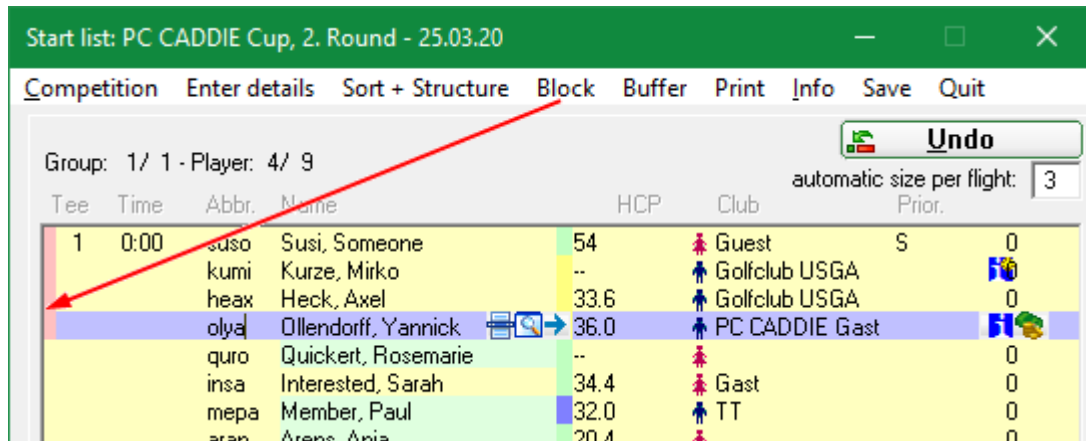 Start list: PC CADDIE Cup, 2. Round - 25.03.20
Competition Enter details Sort + Structure Block Buffer Print Info Save Quit
Undo
Group: 1/ 1 - Player: 4/ 9
automatic size per flight: 3
Tee Time Abbr. Name HCP Club Prior.
1 0:00 suso Susi, Someone 54 Guest S 0
kumi Kurze, Mirko -- Golfclub USGA
heax Heck, Axel 33.6 Golfclub USGA 0
olya Ollendorff, Yannick 36.0 PC CADDIE Gast
quro Quickert, Rosemarie -- 0
insa Interested, Sarah 34.4 Gast 0
mepa Member, Paul 32.0 TT 0
aran Arens, Anja 20.4